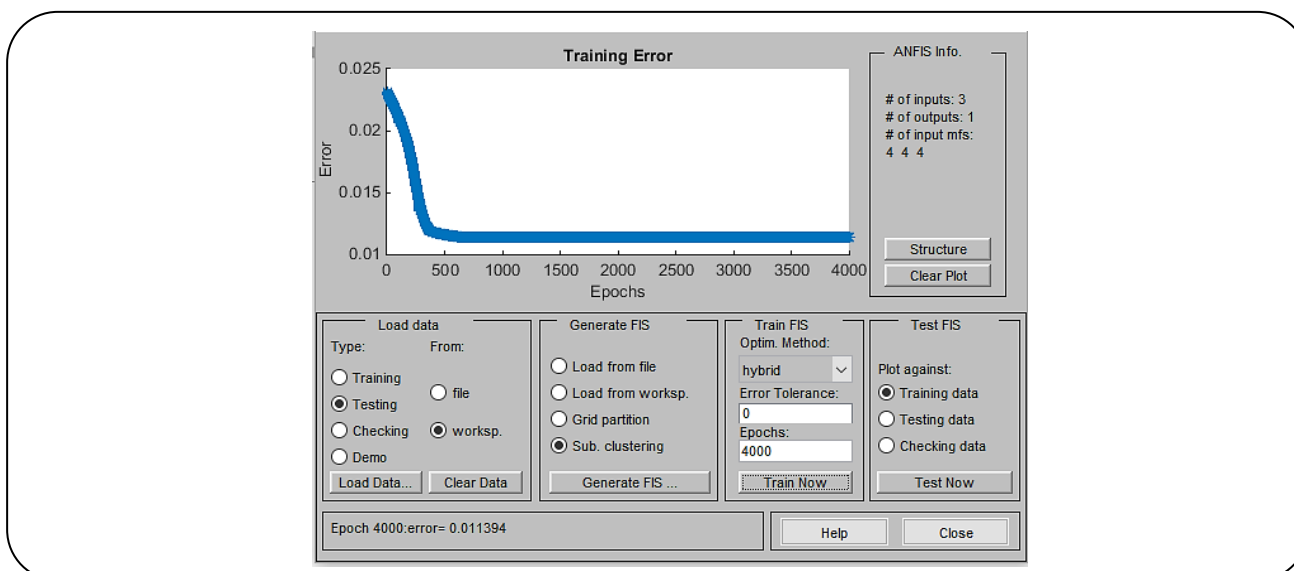 Training Error
0.025
0.02
0.015
0.01
Error
0 500 1000 1500 2000 2500 3000 3500 4000
Epochs
ANFIS Info.
# of inputs: 3
# of outputs: 1
# of input mfs:
4 4 4
Structure
Clear Plot
Load data
Type: From:
Training
file
Testing
Checking worksp.
Demo
Load Data... Clear Data
Generate FIS
Load from file
Load from worksp.
Grid partition
Sub. clustering
Generate FIS ...
Train FIS
Optim. Method:
hybrid
Error Tolerance:
0
Epochs:
4000
Train Now
Test FIS
Plot against:
Training data
Testing data
Checking data
Test Now
Epoch 4000:error= 0.011394
Help Close